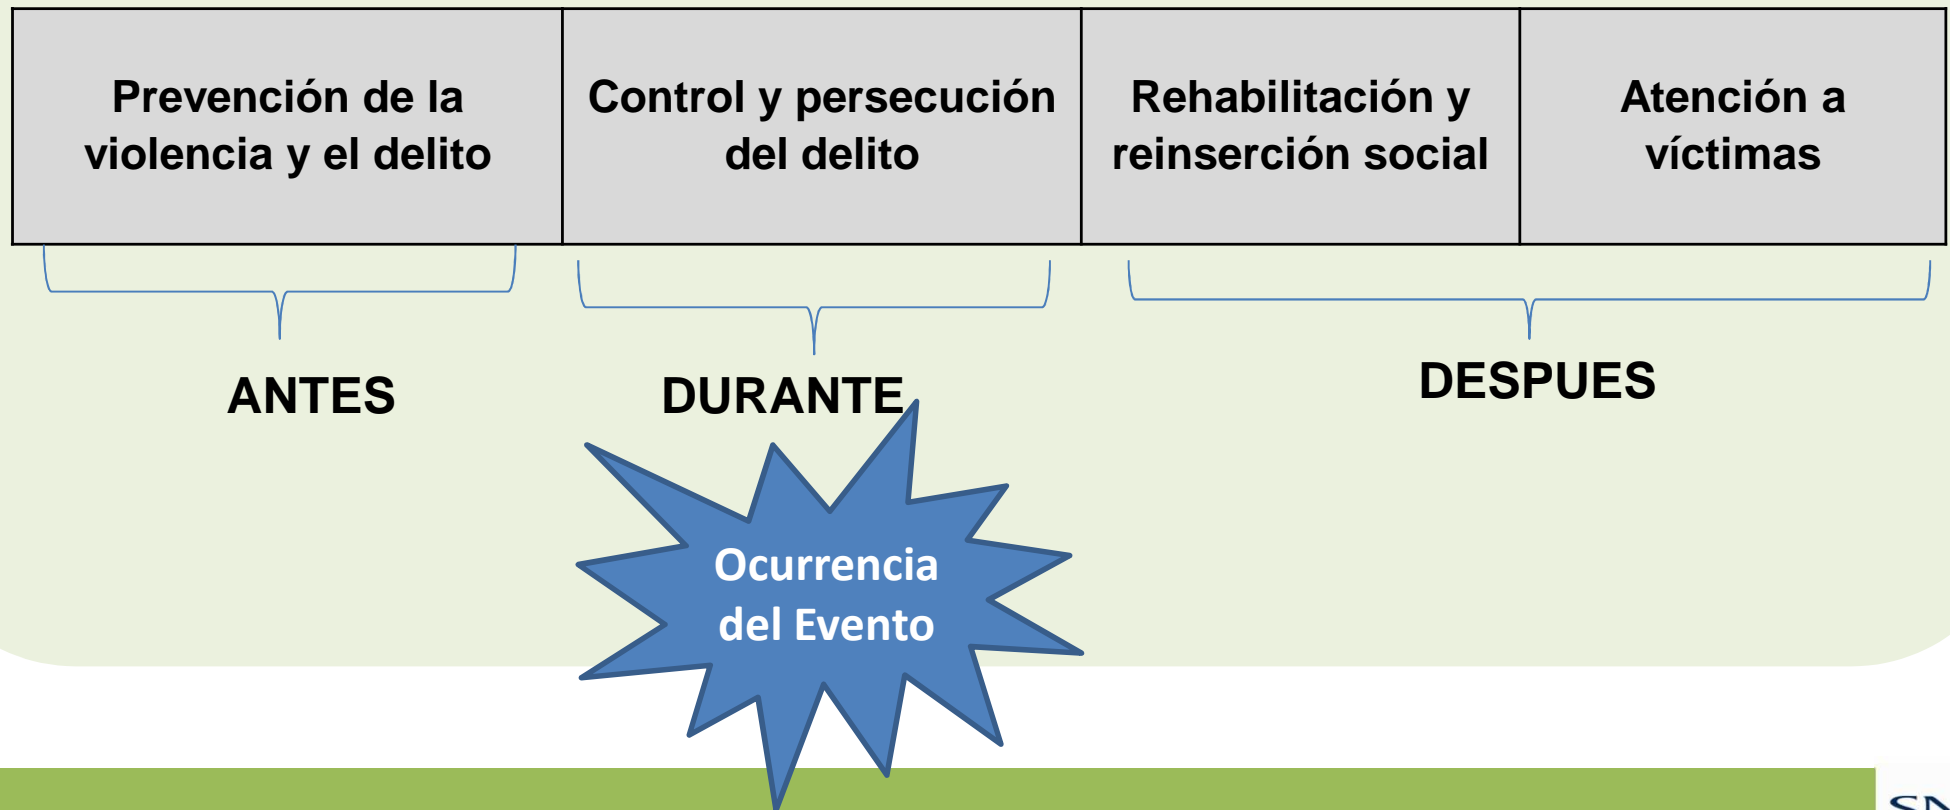 Prevención de la
violencia y el delito
Control y persecución
del delito
Rehabilitación y
reinserción social
Atención a
víctimas
ANTES
DURANTE
DESPUES
Ocurrencia
del Evento